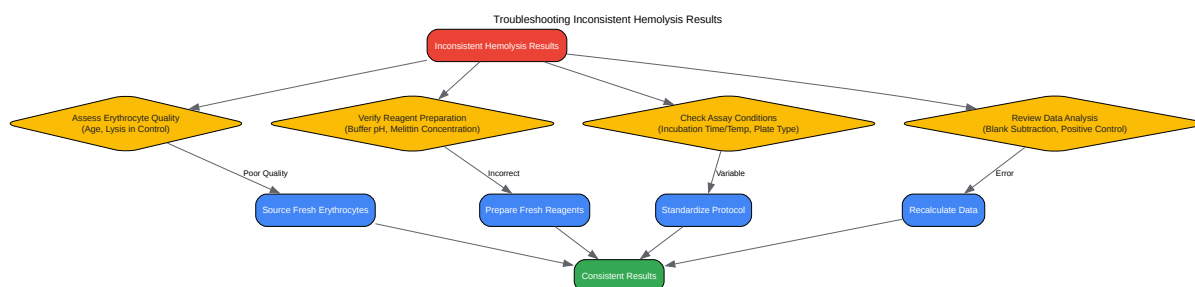 Troubleshooting Inconsistent Hemolysis Results
Inconsistent Hemolysis Results
Assess Erythrocyte Quality
(Age, Lysis in Control)
Verify Reagent Preparation
(Buffer pH, Melittin Concentration)
Check Assay Conditions
(Incubation Time/Temp, Plate Type)
Review Data Analysis
(Blank Subtraction, Positive Control)
Poor Quality
Incorrect
Variable
Error
Source Fresh Erythrocytes
Prepare Fresh Reagents
Standardize Protocol
Recalculate Data
Consistent Results